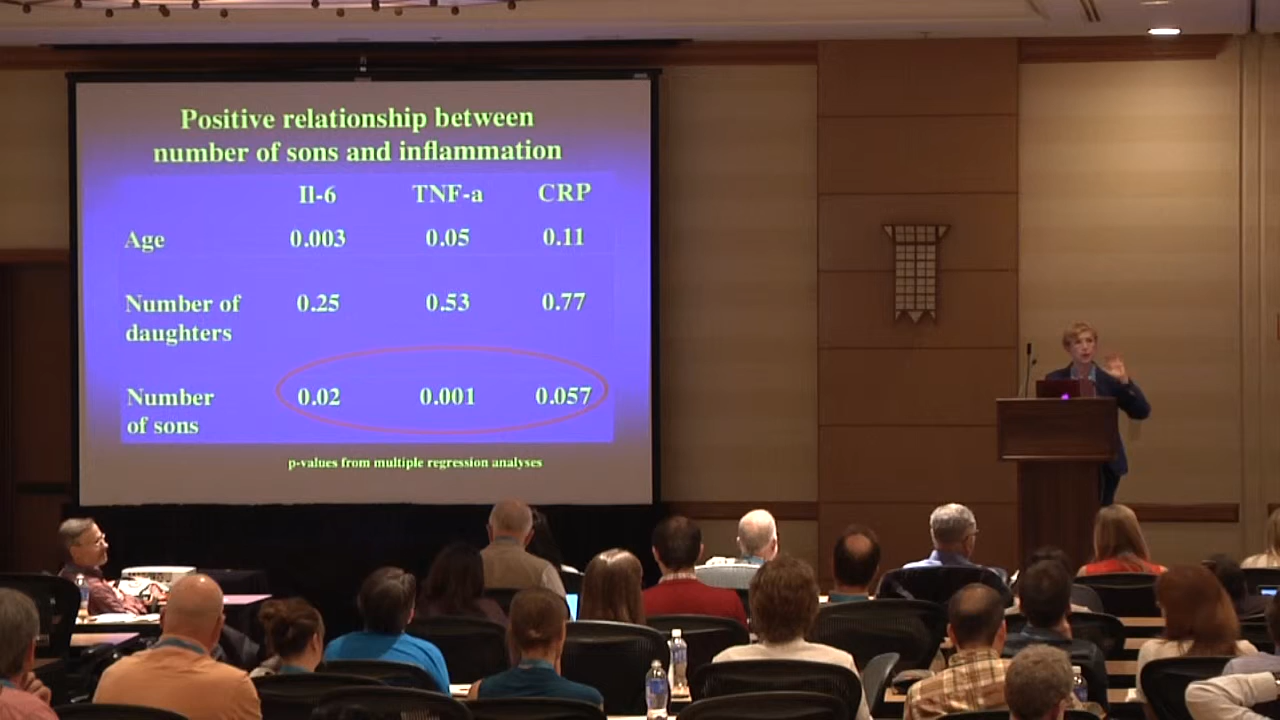 Positive relationship between
number of sons and inflammation
Il-6 TNF-a CRP
Age 0.003 0.05 0.11
Number of
daughters 0.25 0.53 0.77
Number
of sons 0.02 0.001 0.057
p-values from multiple regression analyses